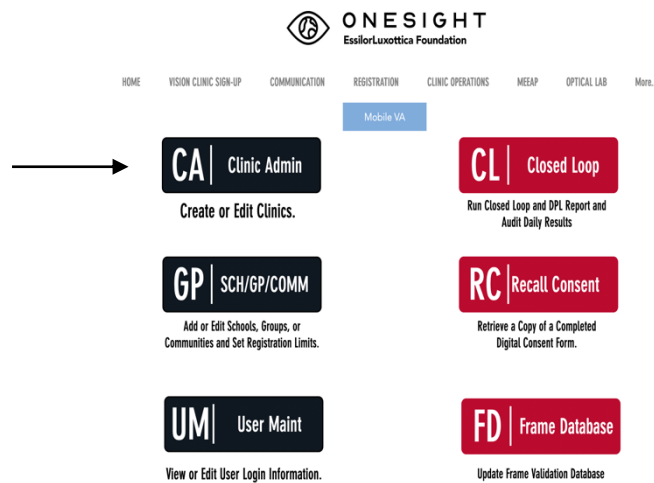 ONESIGHT
EssilorLuxottica Foundation
HOME VISION CLINIC SIGN-UP COMMUNICATION REGISTRATION CLINIC OPERATIONS MEEAP OPTICAL LAB More.
Mobile VA
CA Clinic Admin
Create or Edit Clinics.
CL Closed Loop
Run Closed Loop and DPL Report and
Audit Daily Results
GP SCH/GP/COMM
Add or Edit Schools, Groups, or
Communities and Set Registration Limits.
RC Recall Consent
Retrieve a Copy of a Completed
Digital Consent Form.
UM User Maint
View or Edit User Login Information.
FD Frame Database
Update Frame Validation Database